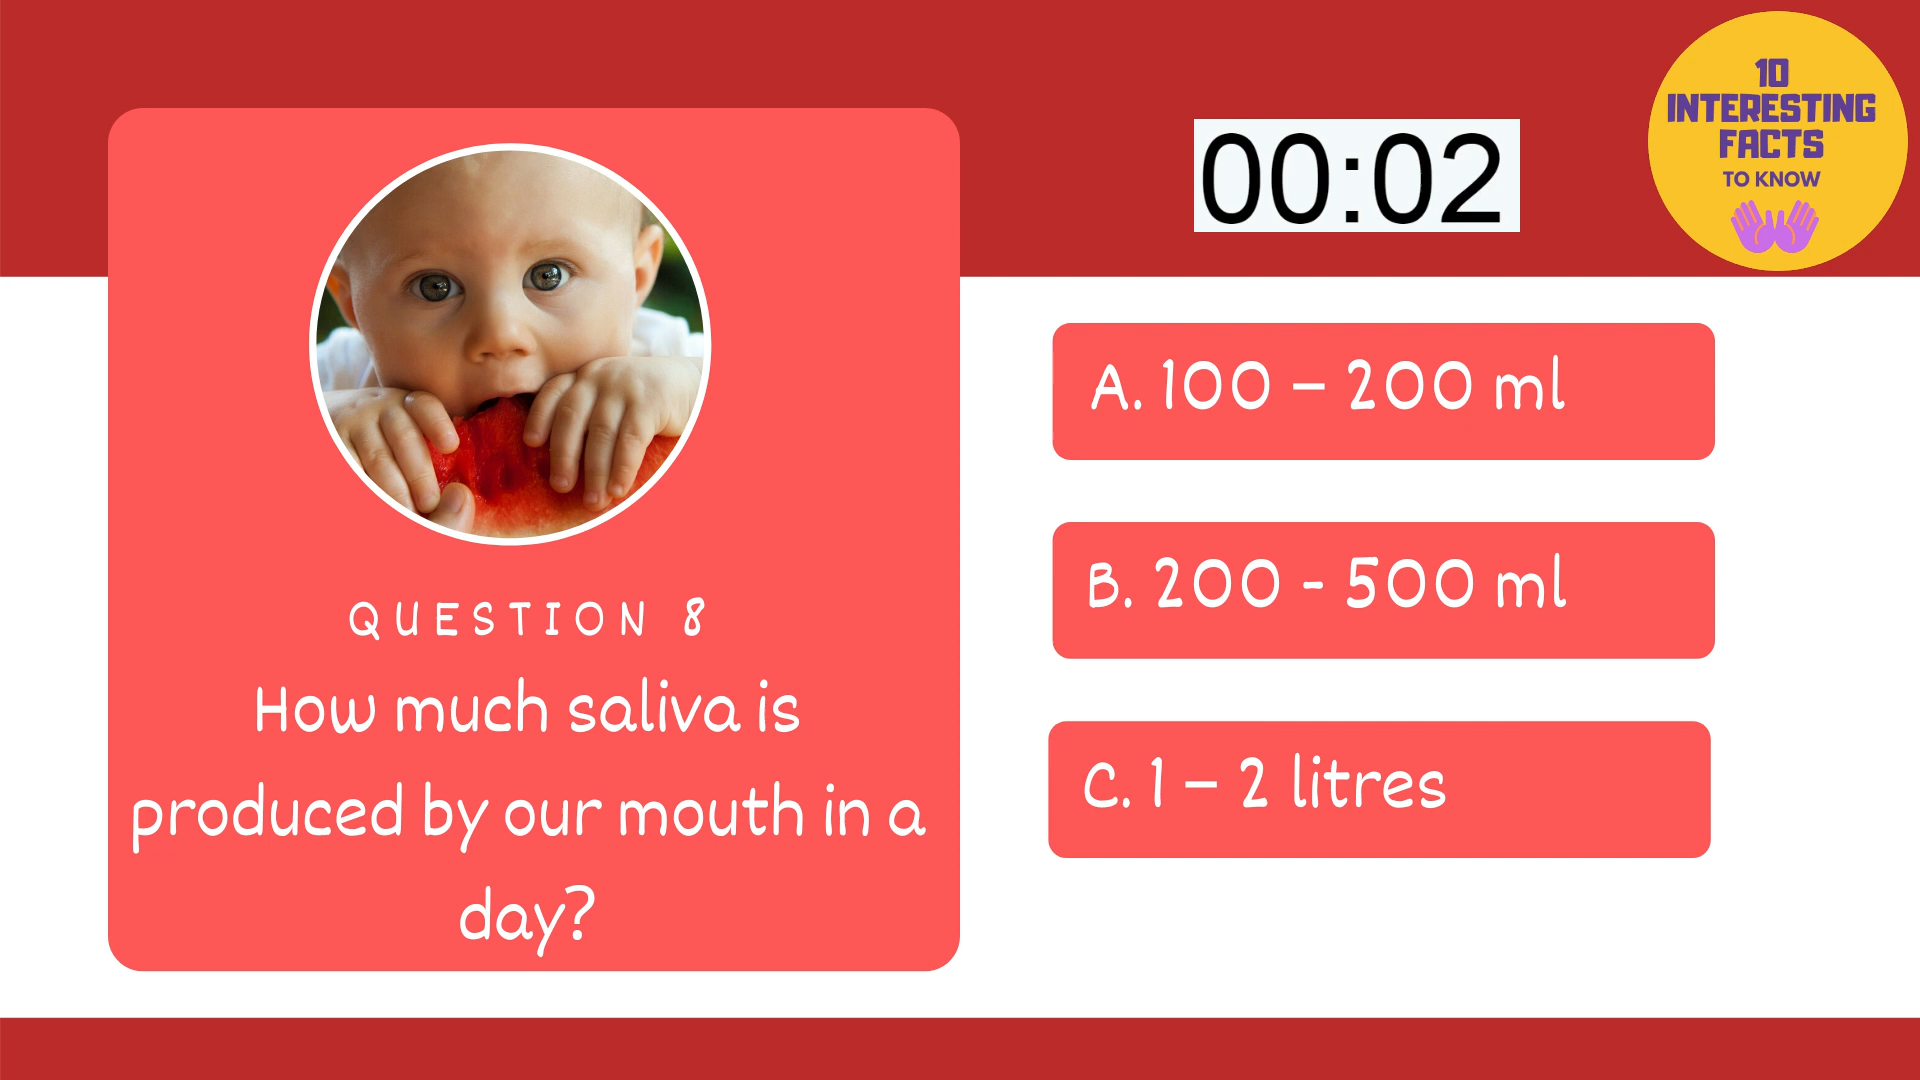 10
INTERESTING
FACTS
TO KNOW
00:02
QUESTION 8
How much saliva is
produced by our mouth in a
day?
A. 100 – 200 ml
B. 200 - 500 ml
C. 1 – 2 litres